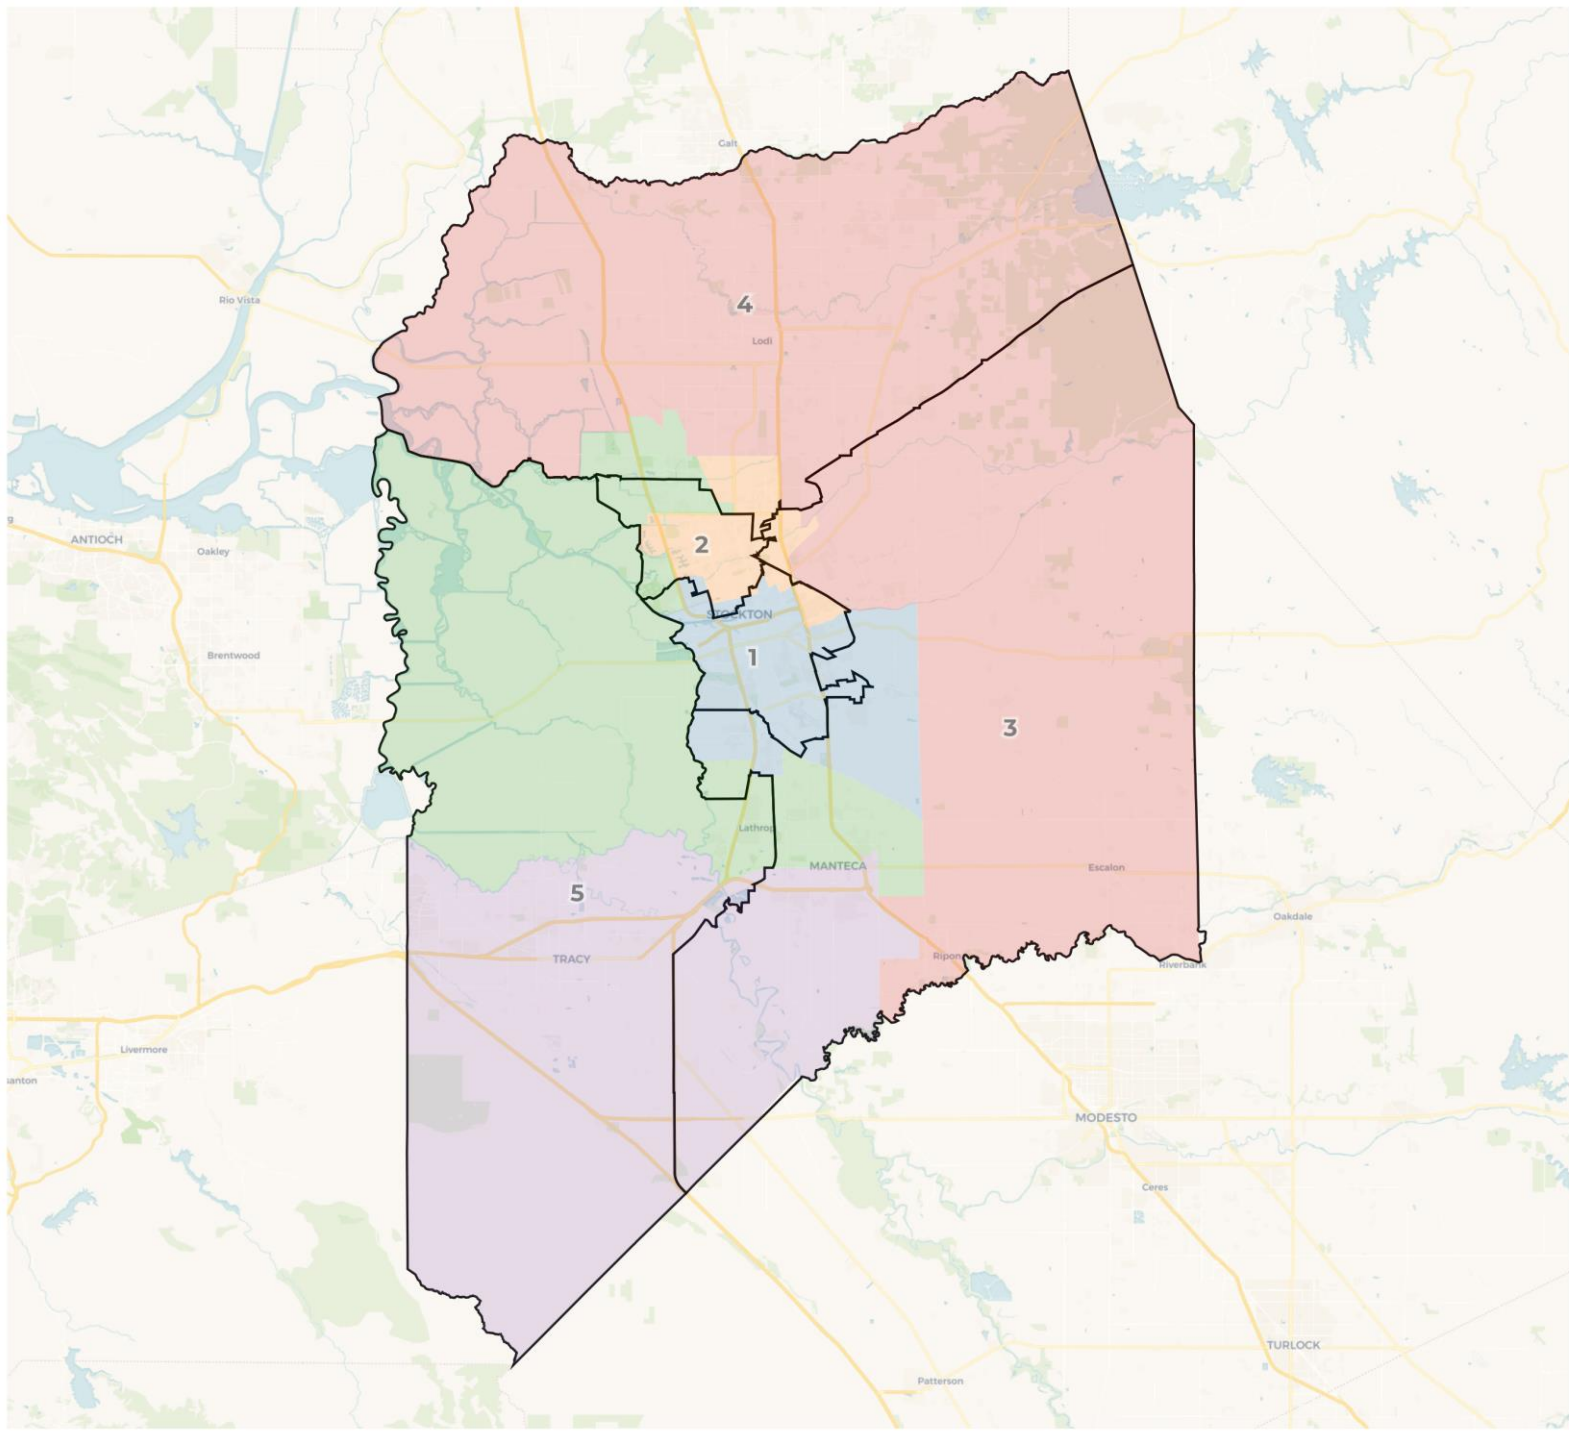 Galt
Rio Vista
4
Lodi
ANTIOCH
Oakley
2
STOCKTON
Brentwood
1
3
Lathrop
MANTECA
Escalon
5
Oakdale
TRACY
Ripon
Riverbank
Livermore
santon
MODESTO
Ceres
TURLOCK
Patterson